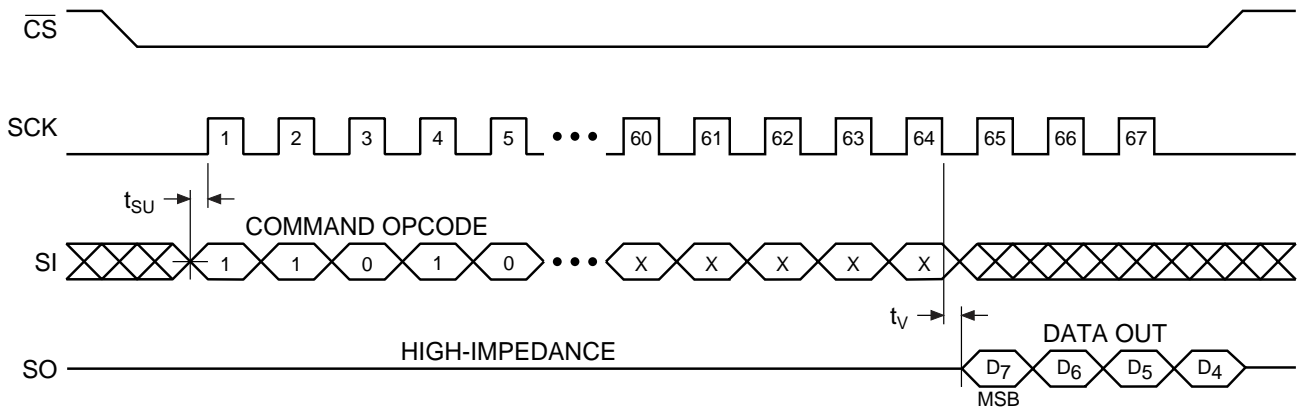 CS
SCK 1 2 3 4 5 ••• 60 61 62 63 64 65 66 67
tSU
COMMAND OPCODE
SI 1 1 0 1 0 ••• X X X X X
tV
DATA OUT
HIGH-IMPEDANCE
SO D7 D6 D5 D4
MSB